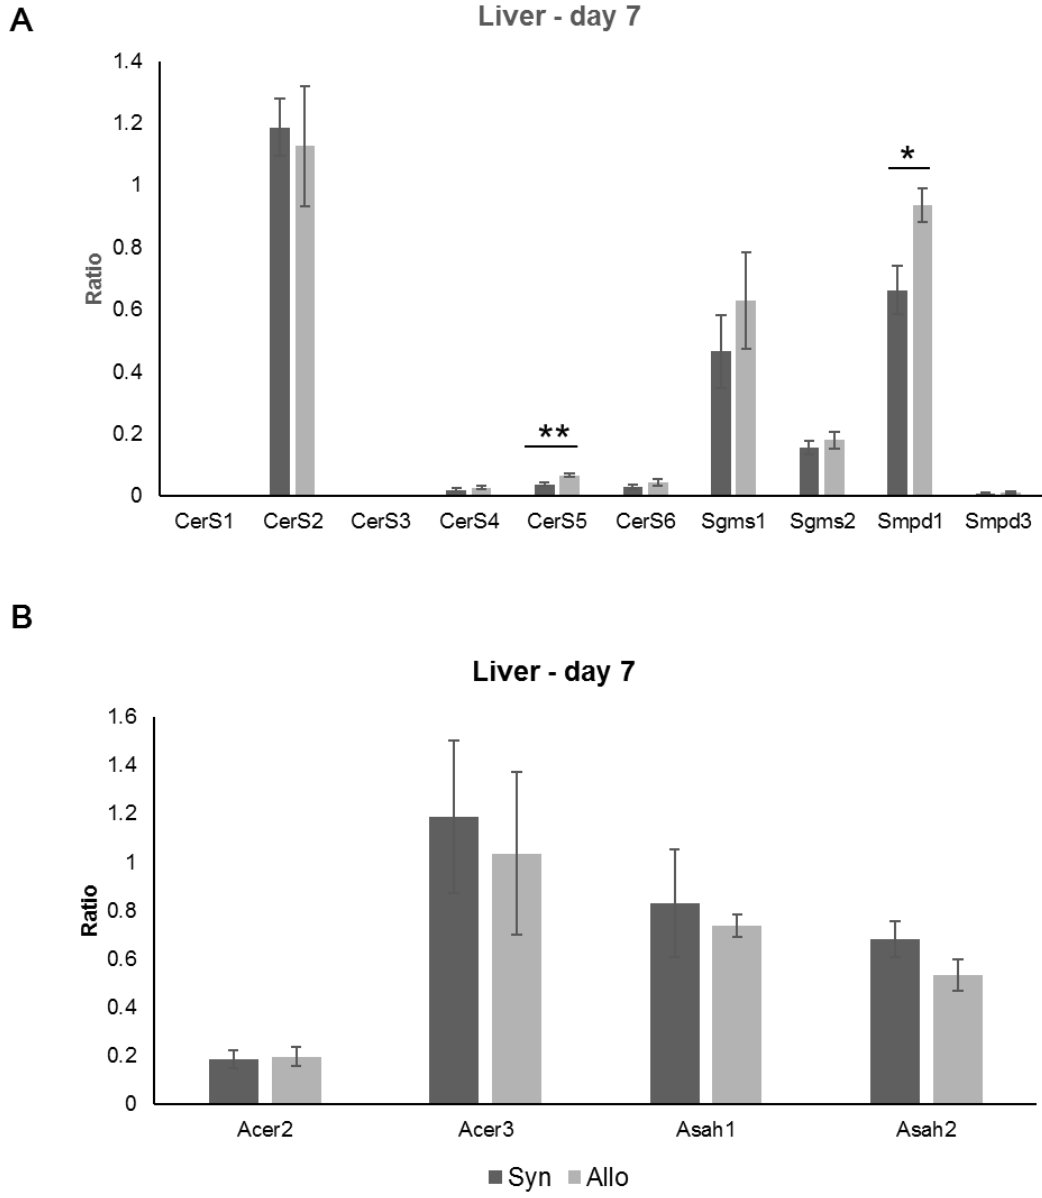 A
Liver - day 7
1.4
1.2
1
0.8
0.6
0.4
0.2
0
Ratio
**
*
CerS1 CerS2 CerS3 CerS4 CerS5 CerS6 Sgms1 Sgms2 Smpd1 Smpd3
B
Liver - day 7
1.6
1.4
1.2
1
0.8
0.6
0.4
0.2
0
Ratio
Acer2 Acer3 Asah1 Asah2
Syn Allo